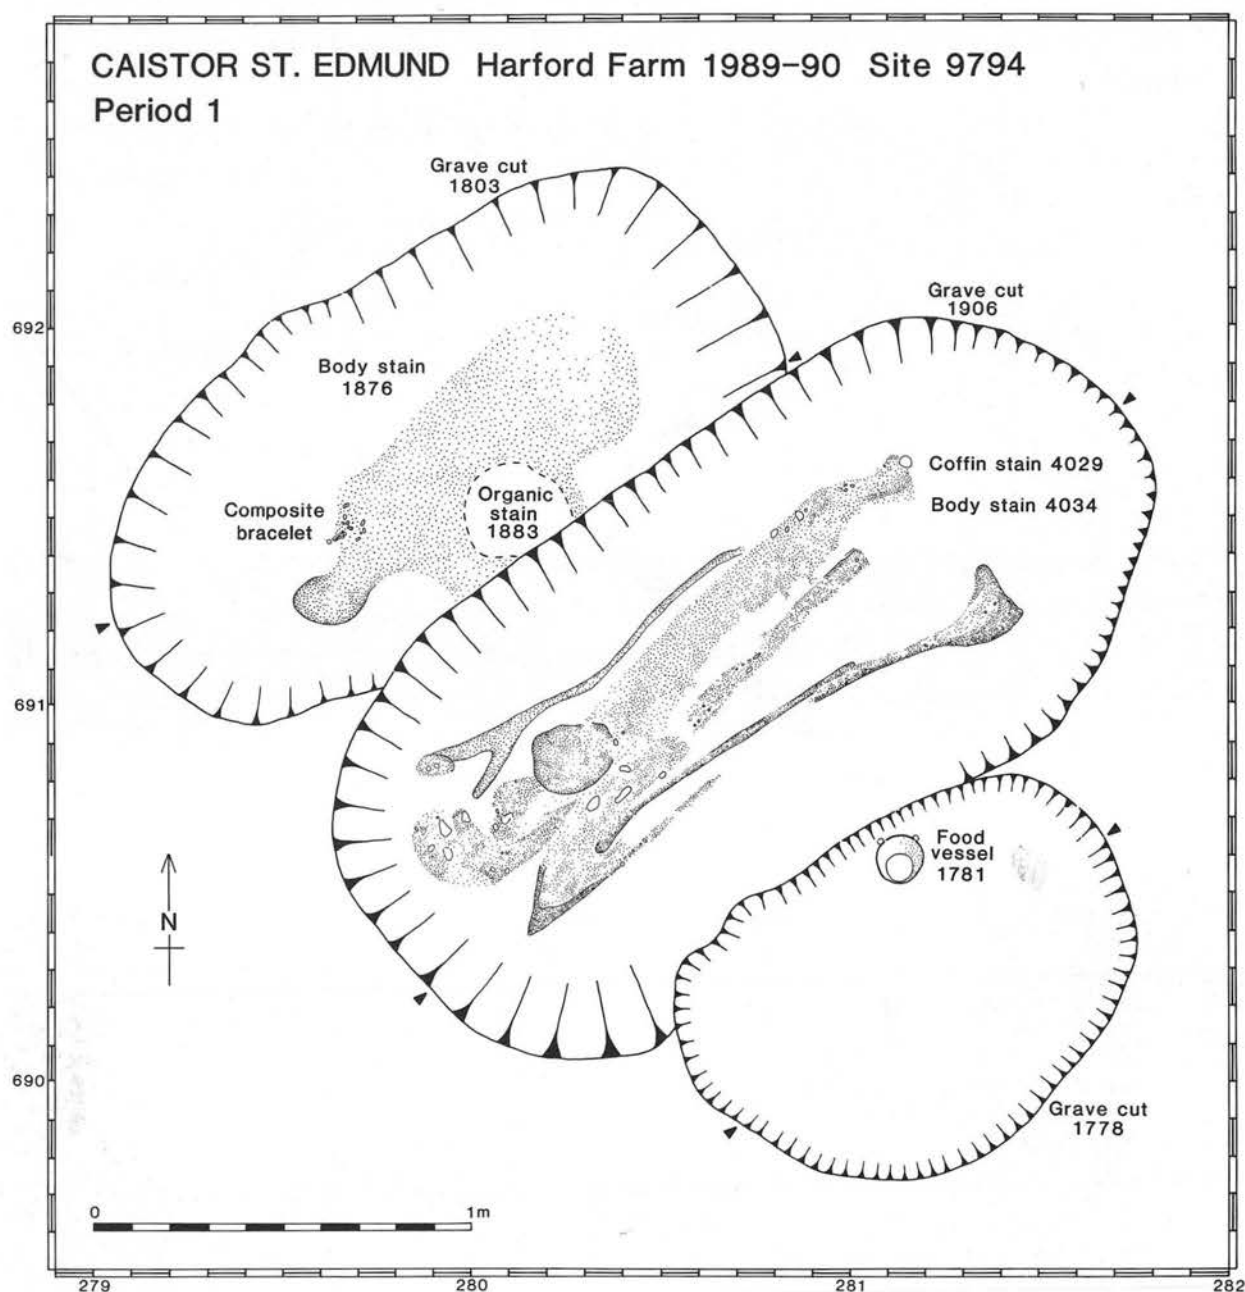 CAISTOR ST. EDMUND Harford Farm 1989–90 Site 9794
Period 1
Grave cut
1803
Grave cut
1906
692
Body stain
1876
Coffin stain 4029
Body stain 4034
Organic
stain
1883
Composite
bracelet
691
Food
vessel
1781
N
690
Grave cut
1778
0
1m
279
280
281
282